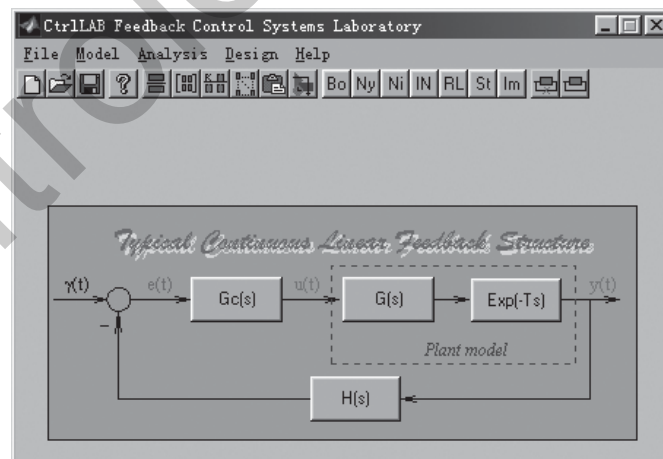 CtrlLAB Feedback Control Systems Laboratory
File Model Analysis Design Help
Bo Ny Ni IN RL St Im
Typical Continuous Linear Feedback Structure
γ(t) e(t) Gc(s) u(t) G(s) Exp(-Ts) y(t)
−
Plant model
H(s)